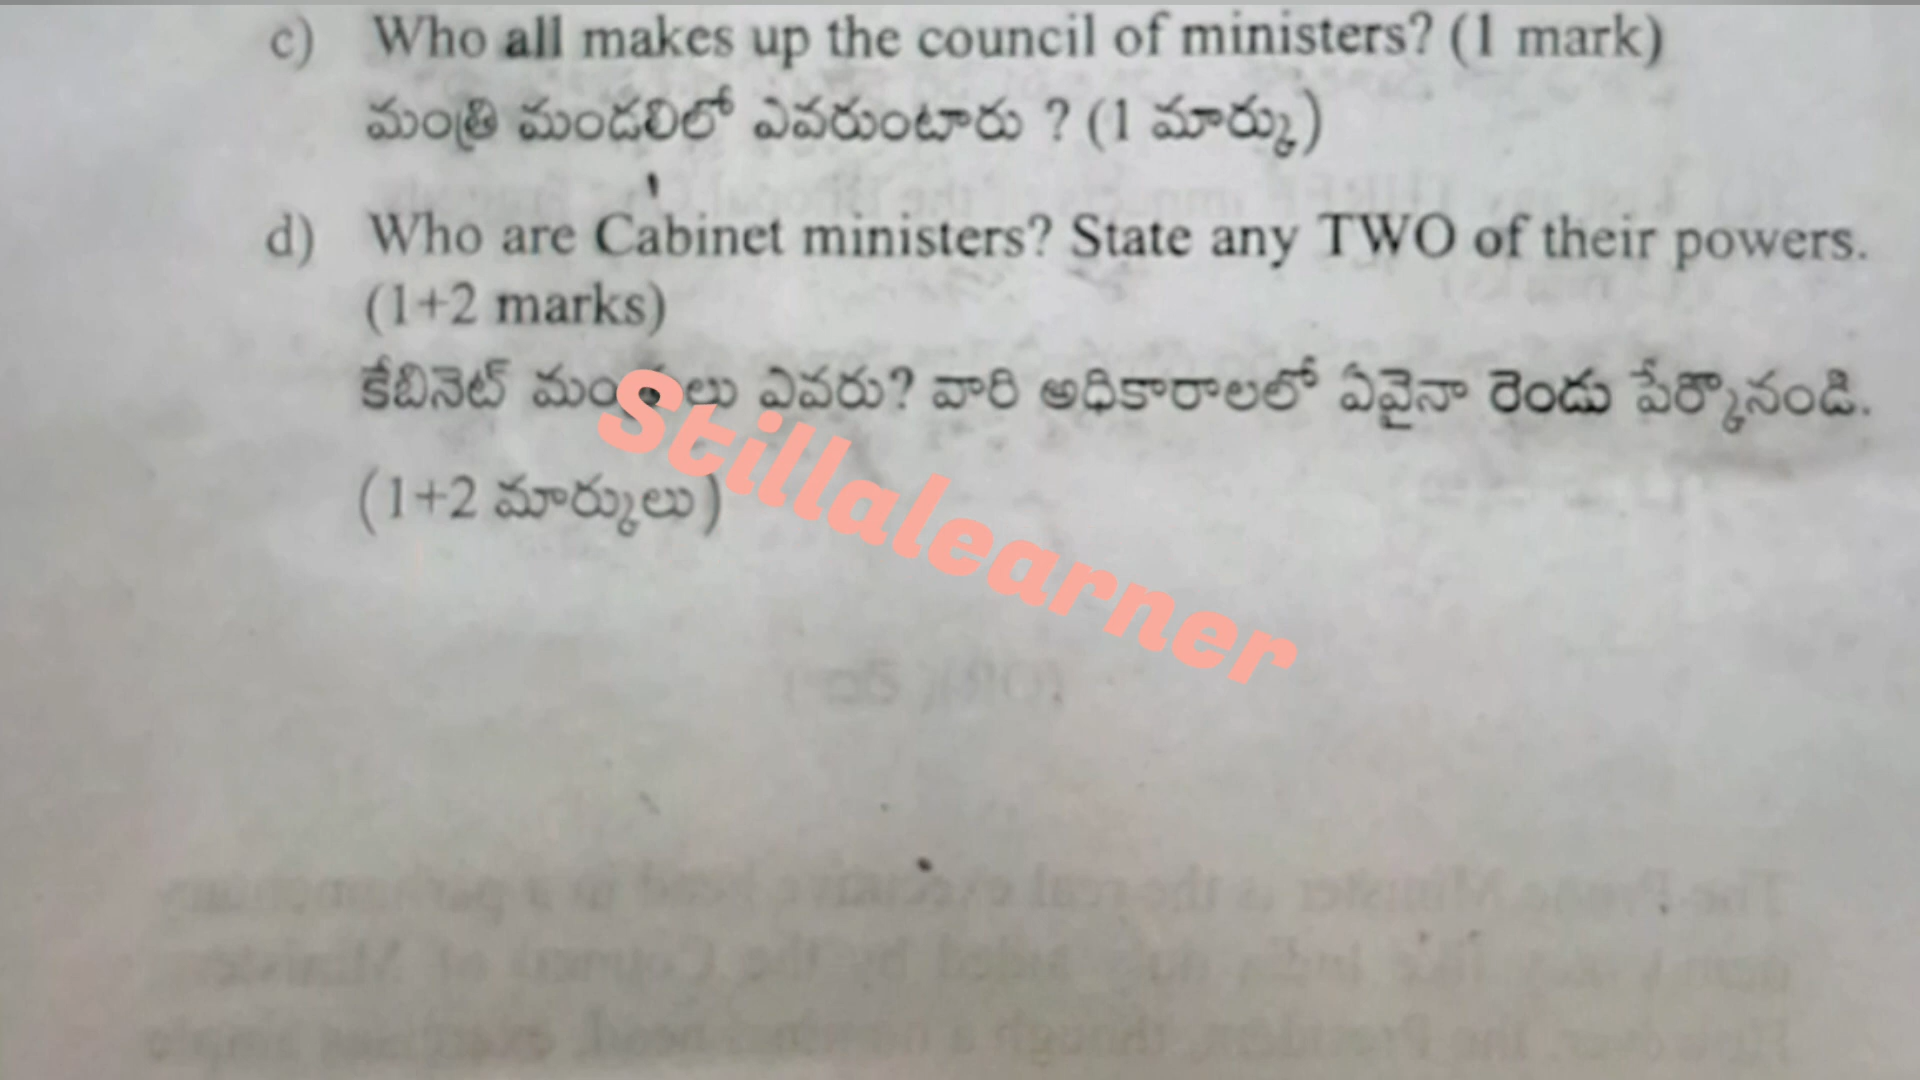 c) Who all makes up the council of ministers? (1 mark)
మంత్రి మండలిలో ఎవరుంటారు ? (1 మార్కు)
d) Who are Cabinet ministers? State any TWO of their powers.
(1+2 marks)
కేబినెట్ ఎవరు? వారి అధికారాలలో ఏవైనా రెండు పేర్కొనండి.
(1+2 మార్కులు)
Stillalearner